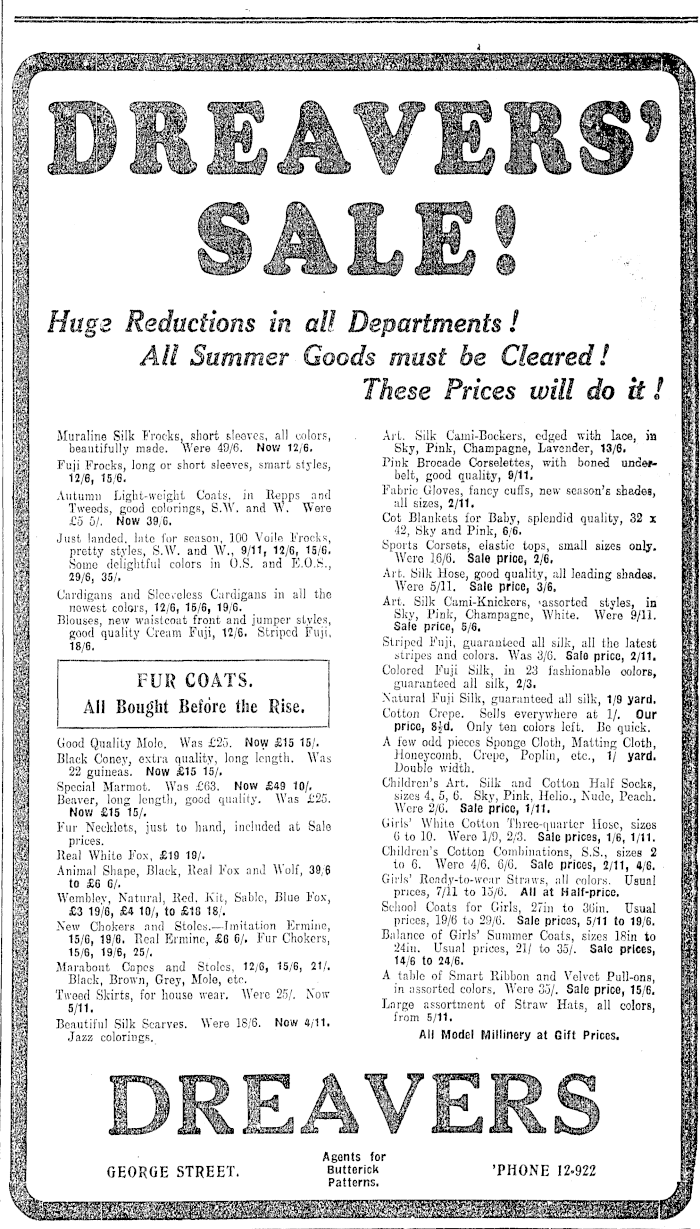 DREAVERS'
SALE!
Huge Reductions in all Departments!
All Summer Goods must be Cleared!
These Prices will do it!
Muraline Silk Frocks, short sleeves, all colors,
beautifully made. Were 49/6. Now 12/6.
Fuji Frocks, long or short sleeves, smart styles,
12/6, 15/6.
Autumn Light-weight Coats, in Repps and
Tweeds, good colorings, S.W. and W. Were
£5 5/. Now 39/6.
Just landed, late for season, 100 Voile Frocks,
pretty styles, S.W. and W., 9/11, 12/6, 15/6.
Some delightful colors in O.S. and E.O.S.,
29/6, 35/.
Cardigans and Sleeveless Cardigans in all the
newest colors, 12/6, 15/6, 19/6.
Blouses, new waistcoat front and jumper styles,
good quality Cream Fuji, 12/6. Striped Fuji,
18/6.
FUR COATS.
All Bought Before the Rise.
Good Quality Mole. Was £25. Now £15 15/.
Black Coney, extra quality, long length. Was
22 guineas. Now £15 15/.
Special Marmot. Was £63. Now £49 10/.
Beaver, long length, good quality. Was £25.
Now £15 15/.
Fur Necklets, just to hand, included at Sale
prices.
Real White Fox, £19 19/.
Animal Shape, Black, Real Fox and Wolf, 39/6
to £6 6/.
Wembley, Natural, Red, Kit, Sable, Blue Fox,
£3 19/6, £4 10/, to £18 18/.
New Chokers and Stoles.—Imitation Ermine,
15/6, 19/6. Real Ermine, £6 6/. Fur Chokers,
15/6, 19/6, 25/.
Marabout Capes and Stoles, 12/6, 15/6, 21/.
Black, Brown, Grey, Mole, etc.
Tweed Skirts, for house wear. Were 25/. Now
5/11.
Beautiful Silk Scarves. Were 18/6. Now 4/11.
Jazz colorings.
Art. Silk Cami-Bockers, edged with lace, in
Sky, Pink, Champagne, Lavender, 13/6.
Pink Brocade Corselettes, with boned under-
belt, good quality, 9/11.
Fabric Gloves, fancy cuffs, new season's shades,
all sizes, 2/11.
Cot Blankets for Baby, splendid quality, 32 x
42, Sky and Pink, 6/6.
Sports Corsets, elastic tops, small sizes only.
Were 16/6. Sale price, 2/6.
Art. Silk Hose, good quality, all leading shades.
Were 5/11. Sale price, 3/6.
Art. Silk Cami-Knickers, assorted styles, in
Sky, Pink, Champagne, White. Were 9/11.
Sale price, 5/6.
Striped Fuji, guaranteed all silk, all the latest
stripes and colors. Was 3/6. Sale price, 2/11.
Colored Fuji Silk, in 23 fashionable colors,
guaranteed all silk, 2/3.
Natural Fuji Silk, guaranteed all silk, 1/9 yard.
Cotton Crepe. Sells everywhere at 1/. Our
price, 8½d. Only ten colors left. Be quick.
A few odd pieces Sponge Cloth, Matting Cloth,
Honeycomb, Crepe, Poplin, etc., 1/ yard.
Double width.
Children's Art. Silk and Cotton Half Socks,
sizes 4, 5, 6. Sky, Pink, Helio., Nude, Peach.
Were 2/6. Sale price, 1/11.
Girls' White Cotton Three-quarter Hose, sizes
6 to 10. Were 1/9, 2/3. Sale prices, 1/6, 1/11.
Children's Cotton Combinations, S.S., sizes 2
to 6. Were 4/6, 6/6. Sale prices, 2/11, 4/6.
Girls' Ready-to-wear Straws, all colors. Usual
prices, 7/11 to 15/6. All at Half-price.
School Coats for Girls, 27in to 36in. Usual
prices, 19/6 to 29/6. Sale prices, 5/11 to 19/6.
Balance of Girls' Summer Coats, sizes 18in to
24in. Usual prices, 21/ to 35/. Sale prices,
14/6 to 24/6.
A table of Smart Ribbon and Velvet Pull-ons,
in assorted colors. Were 35/. Sale price, 15/6.
Large assortment of Straw Hats, all colors,
from 5/11.
All Model Millinery at Gift Prices.
DREAVERS
GEORGE STREET.
Agents for
Butterick
Patterns.
'PHONE 12-922